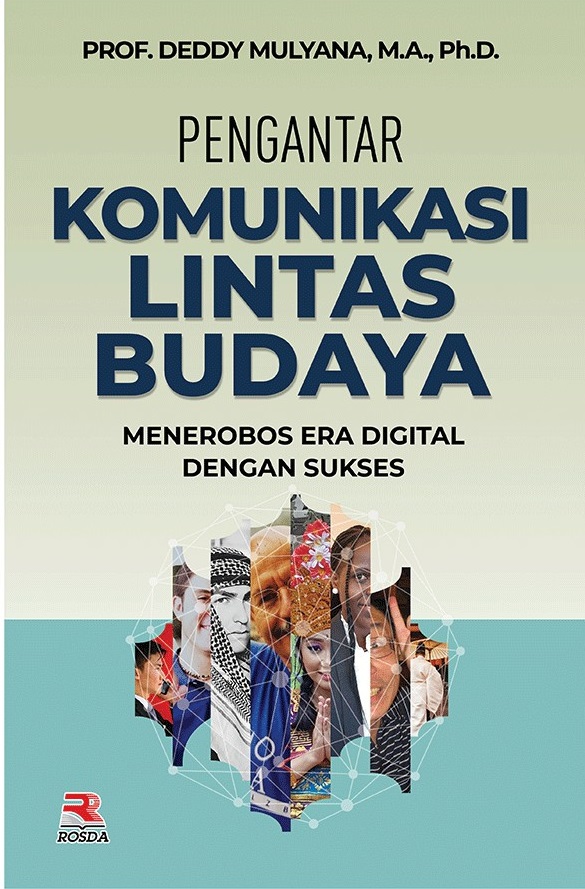 PROF. DEDDY MULYANA, M.A., Ph.D.
PENGANTAR
KOMUNIKASI
LINTAS
BUDAYA
MENEROBOS ERA DIGITAL
DENGAN SUKSES
ROSDA